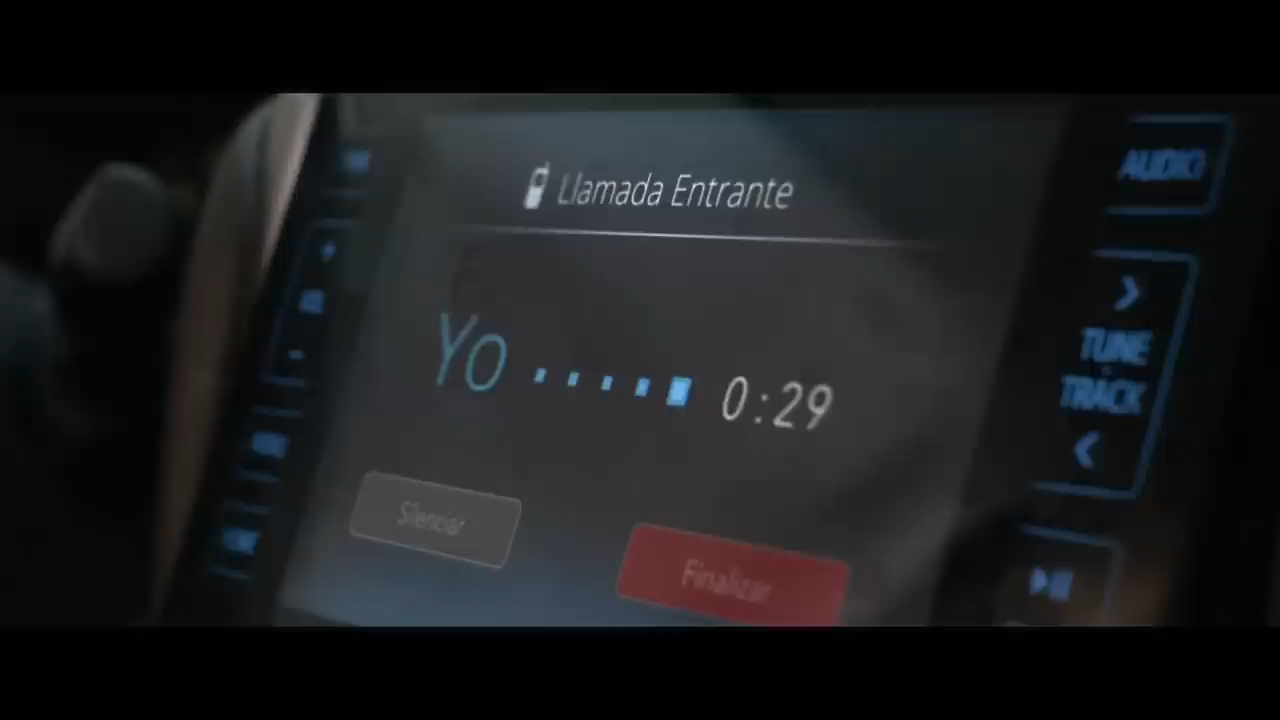 Llamada Entrante
Yo
0:29
Silenciar
Finalizar
AUDIO
TUNE
TRACK